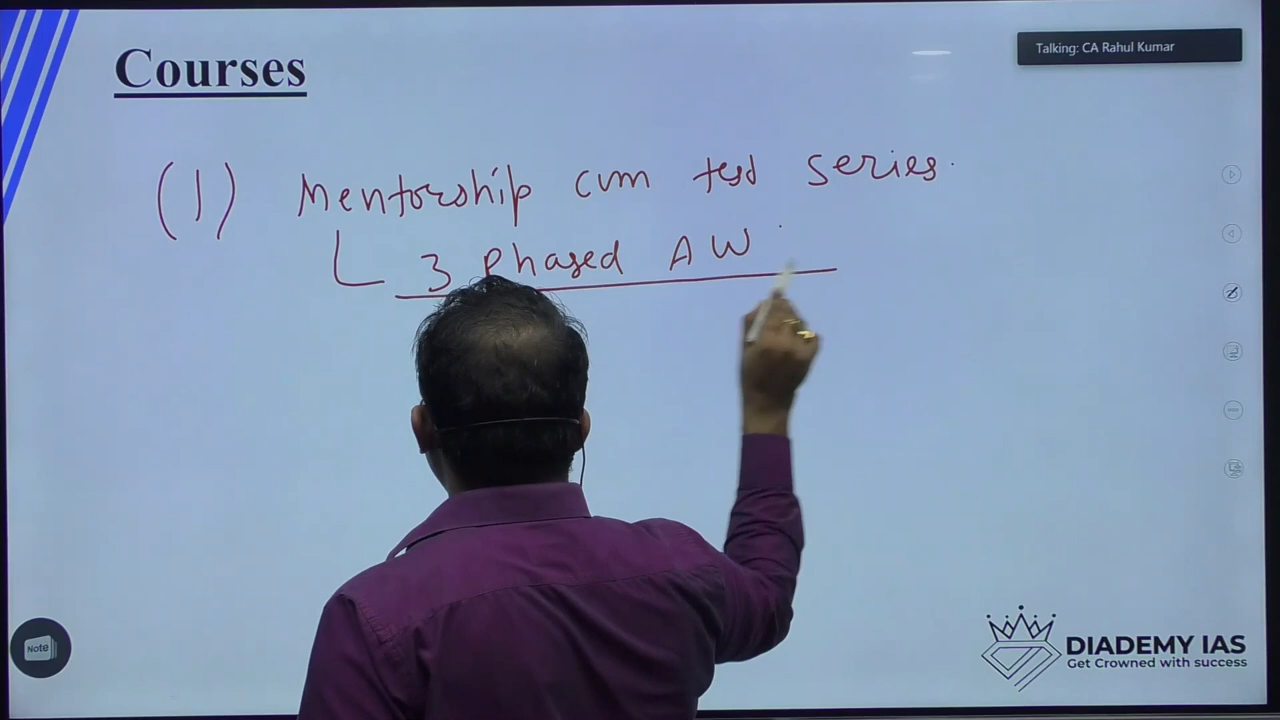 Courses
Talking: CA Rahul Kumar
(1) Mentorship cum test series.
3 Phased AW
Note
DIADEMY IAS
Get Crowned with success